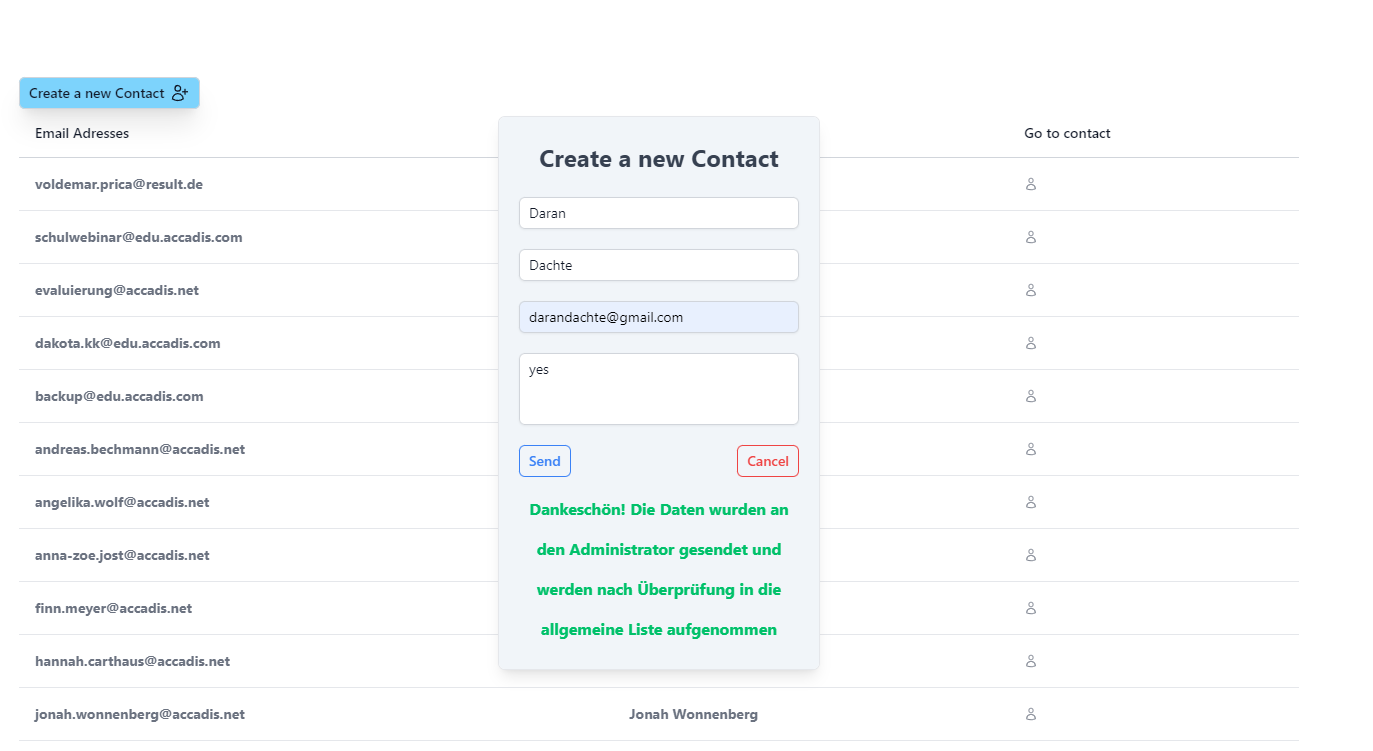 Create a new Contact
Email Adresses
Go to contact
voldemar.prica@result.de
schulwebinar@edu.accadis.com
evaluierung@accadis.net
dakota.kk@edu.accadis.com
backup@edu.accadis.com
andreas.bechmann@accadis.net
angelika.wolf@accadis.net
anna-zoe.jost@accadis.net
finn.meyer@accadis.net
hannah.carthaus@accadis.net
jonah.wonnenberg@accadis.net Jonah Wonnenberg
Create a new Contact
Daran
Dachte
darandachte@gmail.com
yes
Send Cancel
Dankeschön! Die Daten wurden an
den Administrator gesendet und
werden nach Überprüfung in die
allgemeine Liste aufgenommen